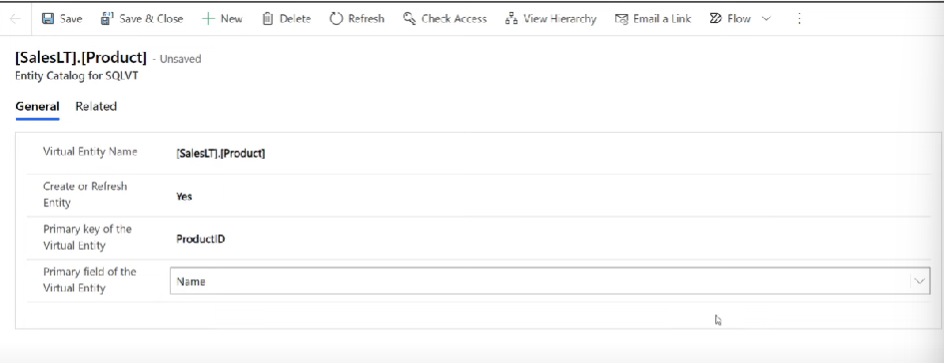 Save Save & Close New Delete Refresh Check Access View Hierarchy Email a Link Flow
[SalesLT].[Product] - Unsaved
Entity Catalog for SQLVT
General Related
Virtual Entity Name [SalesLT].[Product]
Create or Refresh
Entity
Yes
Primary key of the
Virtual Entity
ProductID
Primary field of the
Virtual Entity
Name